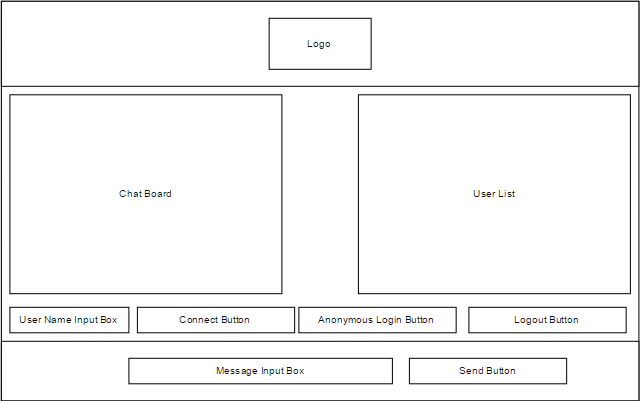 Logo
Chat Board
User List
User Name Input Box
Connect Button
Anonymous Login Button
Logout Button
Message Input Box
Send Button